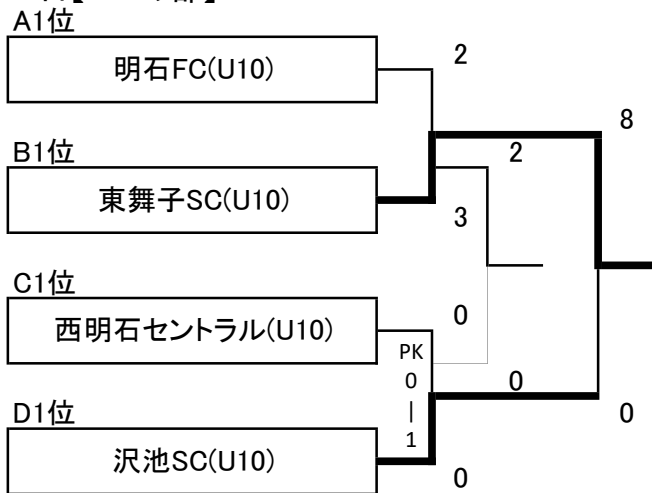 A1位
明石FC(U10)
2
8
B1位
2
東舞子SC(U10)
3
C1位
西明石セントラル(U10)
0
PK
0
|
1
0
D1位
0
沢池SC(U10)
0